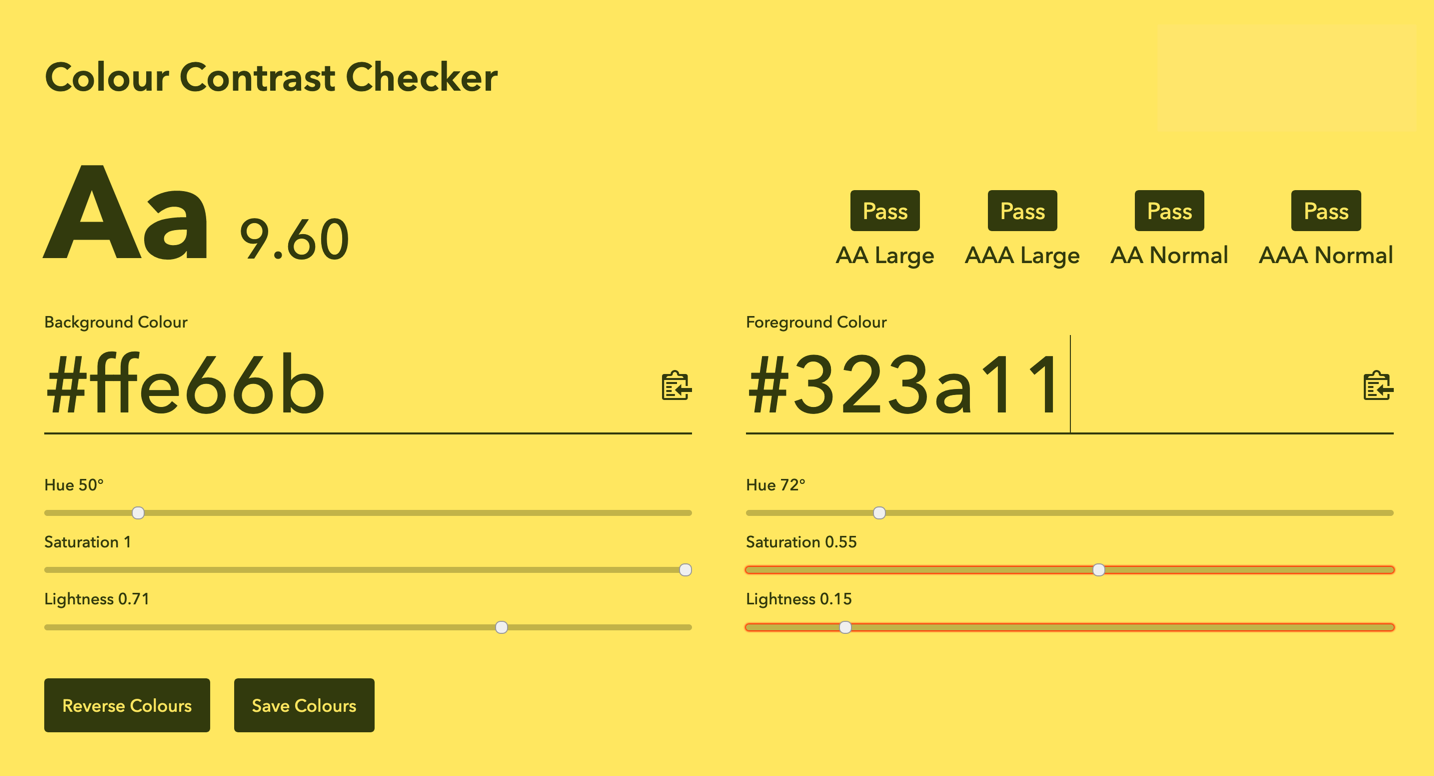 Colour Contrast Checker
Aa 9.60
Pass Pass Pass Pass
AA Large AAA Large AA Normal AAA Normal
Background Colour Foreground Colour
#ffe66b #323a11
Hue 50° Hue 72°
Saturation 1 Saturation 0.55
Lightness 0.71 Lightness 0.15
Reverse Colours Save Colours